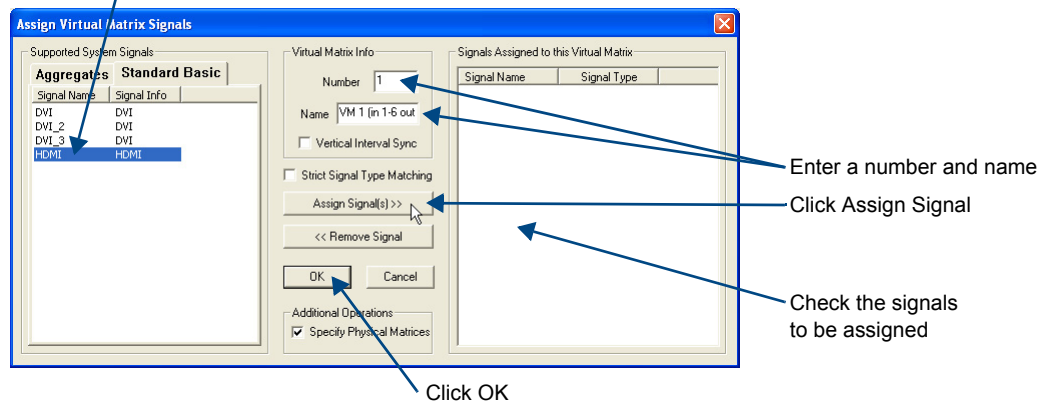 Assign Virtual Matrix Signals
Supported System Signals
Aggregates Standard Basic
Signal Name Signal Info
DVI DVI
DVI_2 DVI
DVI_3 DVI
HDMI HDMI
Virtual Matrix Info
Number 1
Name VM 1 (in 1-6 out
Vertical Interval Sync
Strict Signal Type Matching
Assign Signal(s) >>
<< Remove Signal
OK Cancel
Additional Operations
Specify Physical Matrices
Signals Assigned to this Virtual Matrix
Signal Name Signal Type
Enter a number and name
Click Assign Signal
Check the signals
to be assigned
Click OK